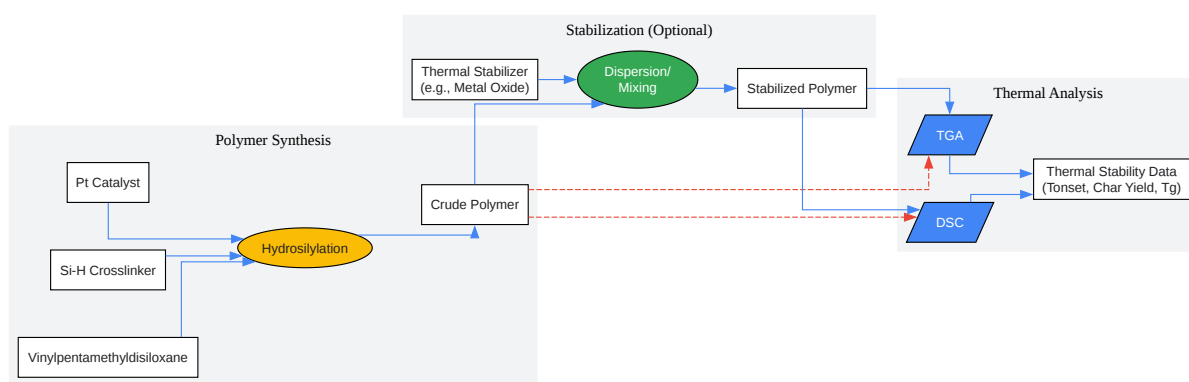 Stabilization (Optional)
Thermal Stabilizer
(e.g., Metal Oxide)
Dispersion/
Mixing
Stabilized Polymer
Thermal Analysis
TGA
Thermal Stability Data
(Tonset, Char Yield, Tg)
DSC
Polymer Synthesis
Pt Catalyst
Crude Polymer
Hydrosilylation
Si-H Crosslinker
Vinylpentamethyldisiloxane